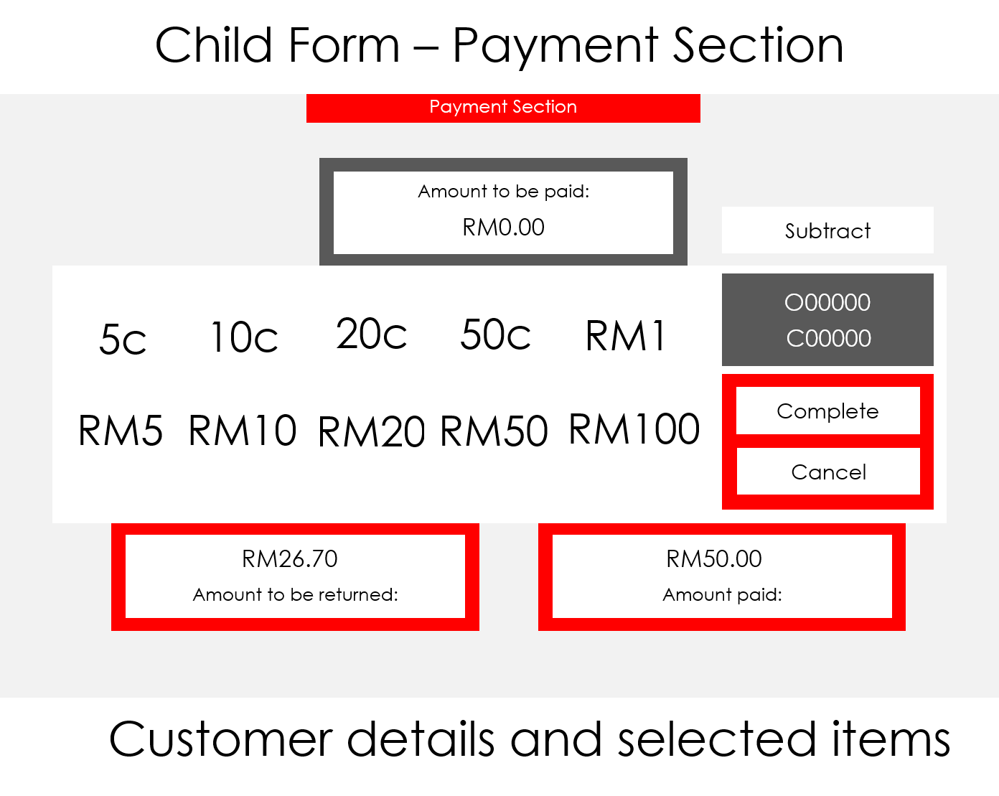 Child Form – Payment Section
Payment Section
Amount to be paid:
RM0.00
Subtract
5c 10c 20c 50c RM1
O00000
C00000
RM5 RM10 RM20 RM50 RM100
Complete
Cancel
RM26.70
Amount to be returned:
RM50.00
Amount paid:
Customer details and selected items